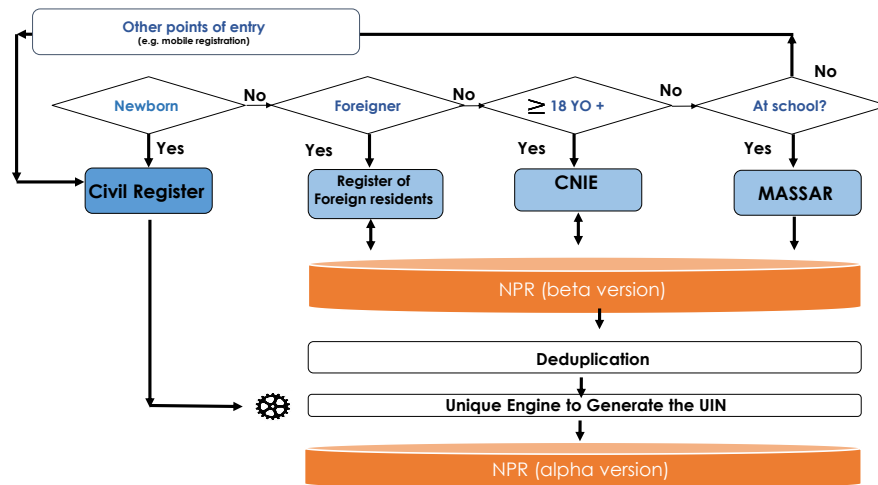 Other points of entry
(e.g. mobile registration)
No
Newborn
No
Foreigner
No
≥ 18 YO +
No
At school?
Yes
Yes
Yes
Yes
Civil Register
Register of
Foreign residents
CNIE
MASSAR
NPR (beta version)
Deduplication
Unique Engine to Generate the UIN
NPR (alpha version)